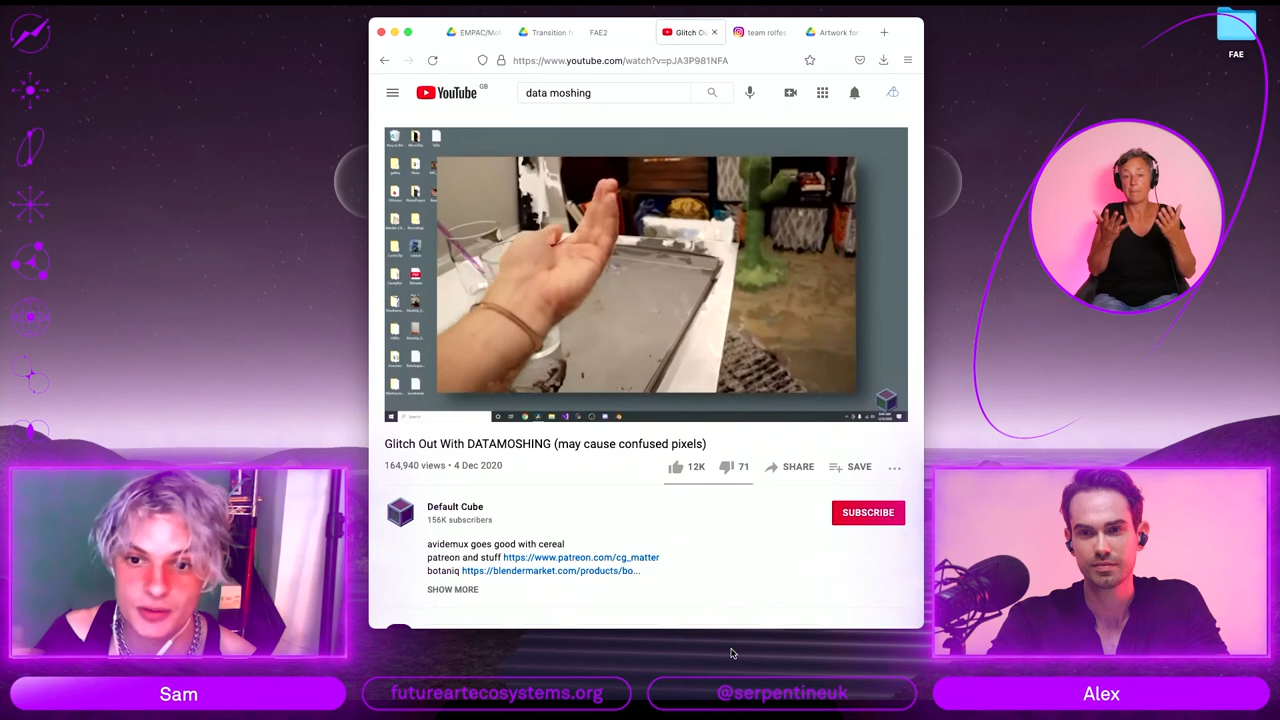 EMPAC/Mot
Transition f
FAE2
Glitch Ou
team rolfes
Artwork for
https://www.youtube.com/watch?v=pJA3P981NFA
FAE
YouTube GB
data moshing
Search
Glitch Out With DATAMOSHING (may cause confused pixels)
164,940 views • 4 Dec 2020
12K
71
SHARE
SAVE
Default Cube
156K subscribers
SUBSCRIBE
avidemux goes good with cereal
patreon and stuff https://www.patreon.com/cg_matter
botaniq https://blendermarket.com/products/bo...
SHOW MORE
Sam
futureartecosystems.org
@serpentineuk
Alex